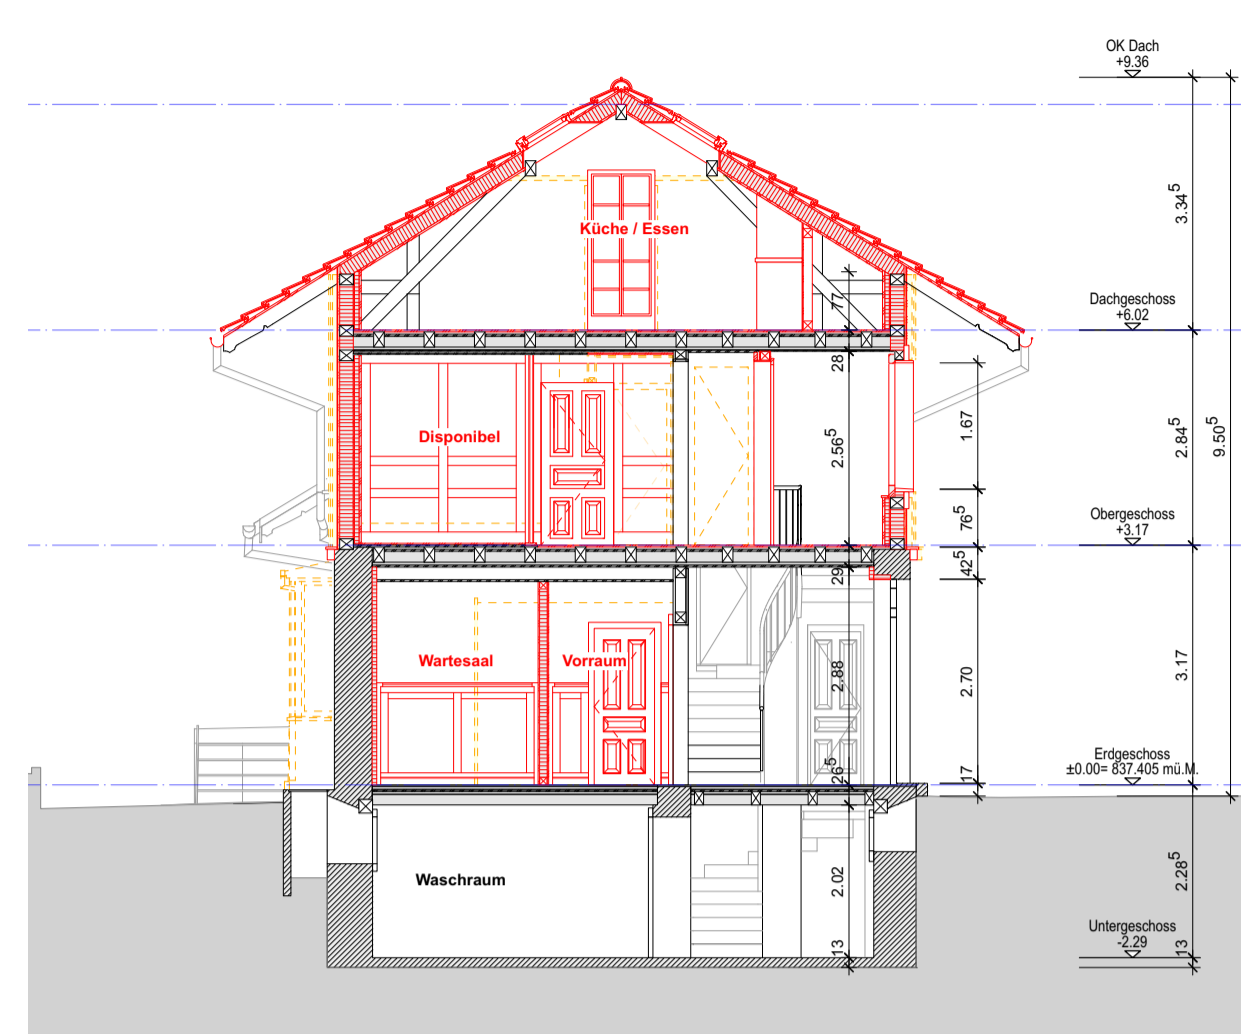 OK Dach
+9.36
3.34⁵
Küche / Essen
77
Dachgeschoss
+6.02
28
1.67
2.84⁵
9.50⁵
Disponibel
2.56⁵
76⁵
Obergeschoss
+3.17
42⁵
29
Wartesaal
Vorraum
2.88
2.70
3.17
26⁵
17
Erdgeschoss
±0.00= 837.405 mü.M.
Waschraum
2.02
2.28⁵
13
Untergeschoss
-2.29
13